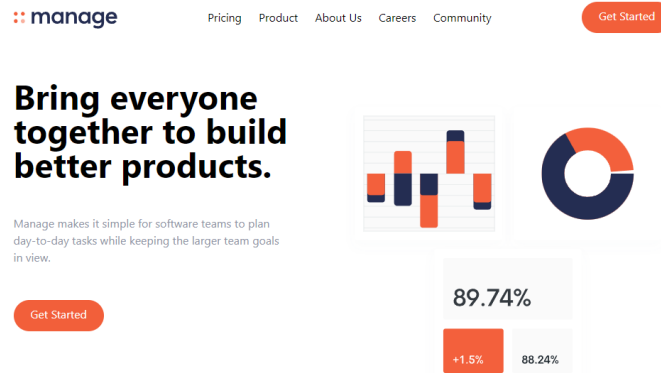 manage
Pricing Product About Us Careers Community
Get Started
Bring everyone
together to build
better products.
Manage makes it simple for software teams to plan
day-to-day tasks while keeping the larger team goals
in view.
Get Started
89.74%
+1.5%
88.24%